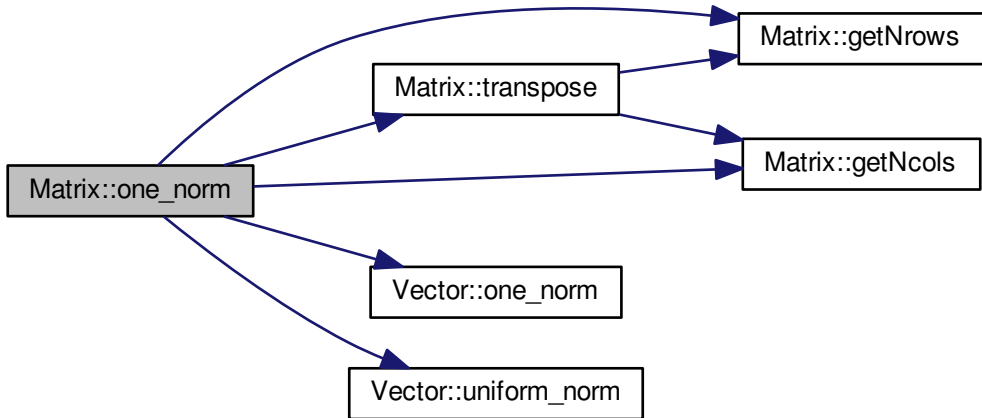 Matrix::getNrows
Matrix::transpose
Matrix::getNcols
Matrix::one_norm
Vector::one_norm
Vector::uniform_norm